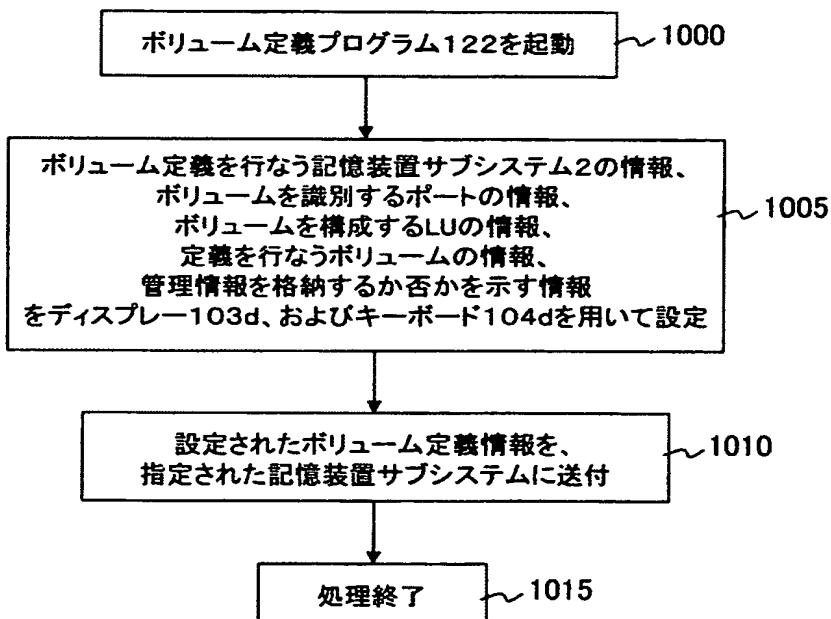 ボリューム定義プログラム122を起動
1000
ボリューム定義を行なう記憶装置サブシステム2の情報、
ボリュームを識別するポートの情報、
ボリュームを構成するLUの情報、
定義を行なうボリュームの情報、
管理情報を格納するか否かを示す情報
をディスプレー103d、およびキーボード104dを用いて設定
1005
設定されたボリューム定義情報を、
指定された記憶装置サブシステムに送付
1010
処理終了
1015